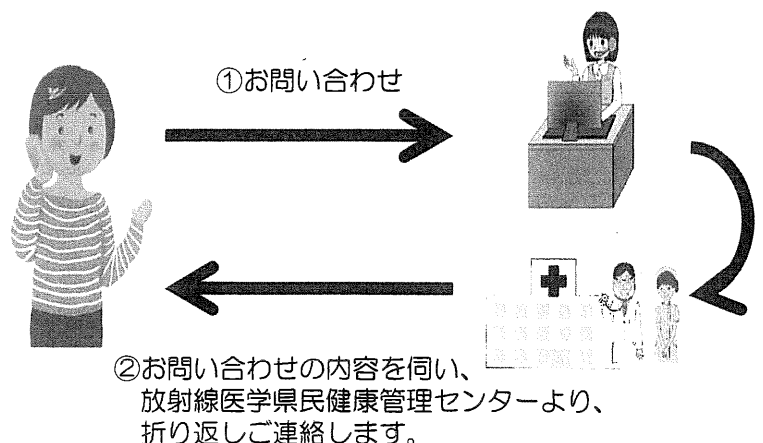 ①お問い合わせ
②お問い合わせの内容を伺い、
放射線医学県民健康管理センターより、
折り返しご連絡します。